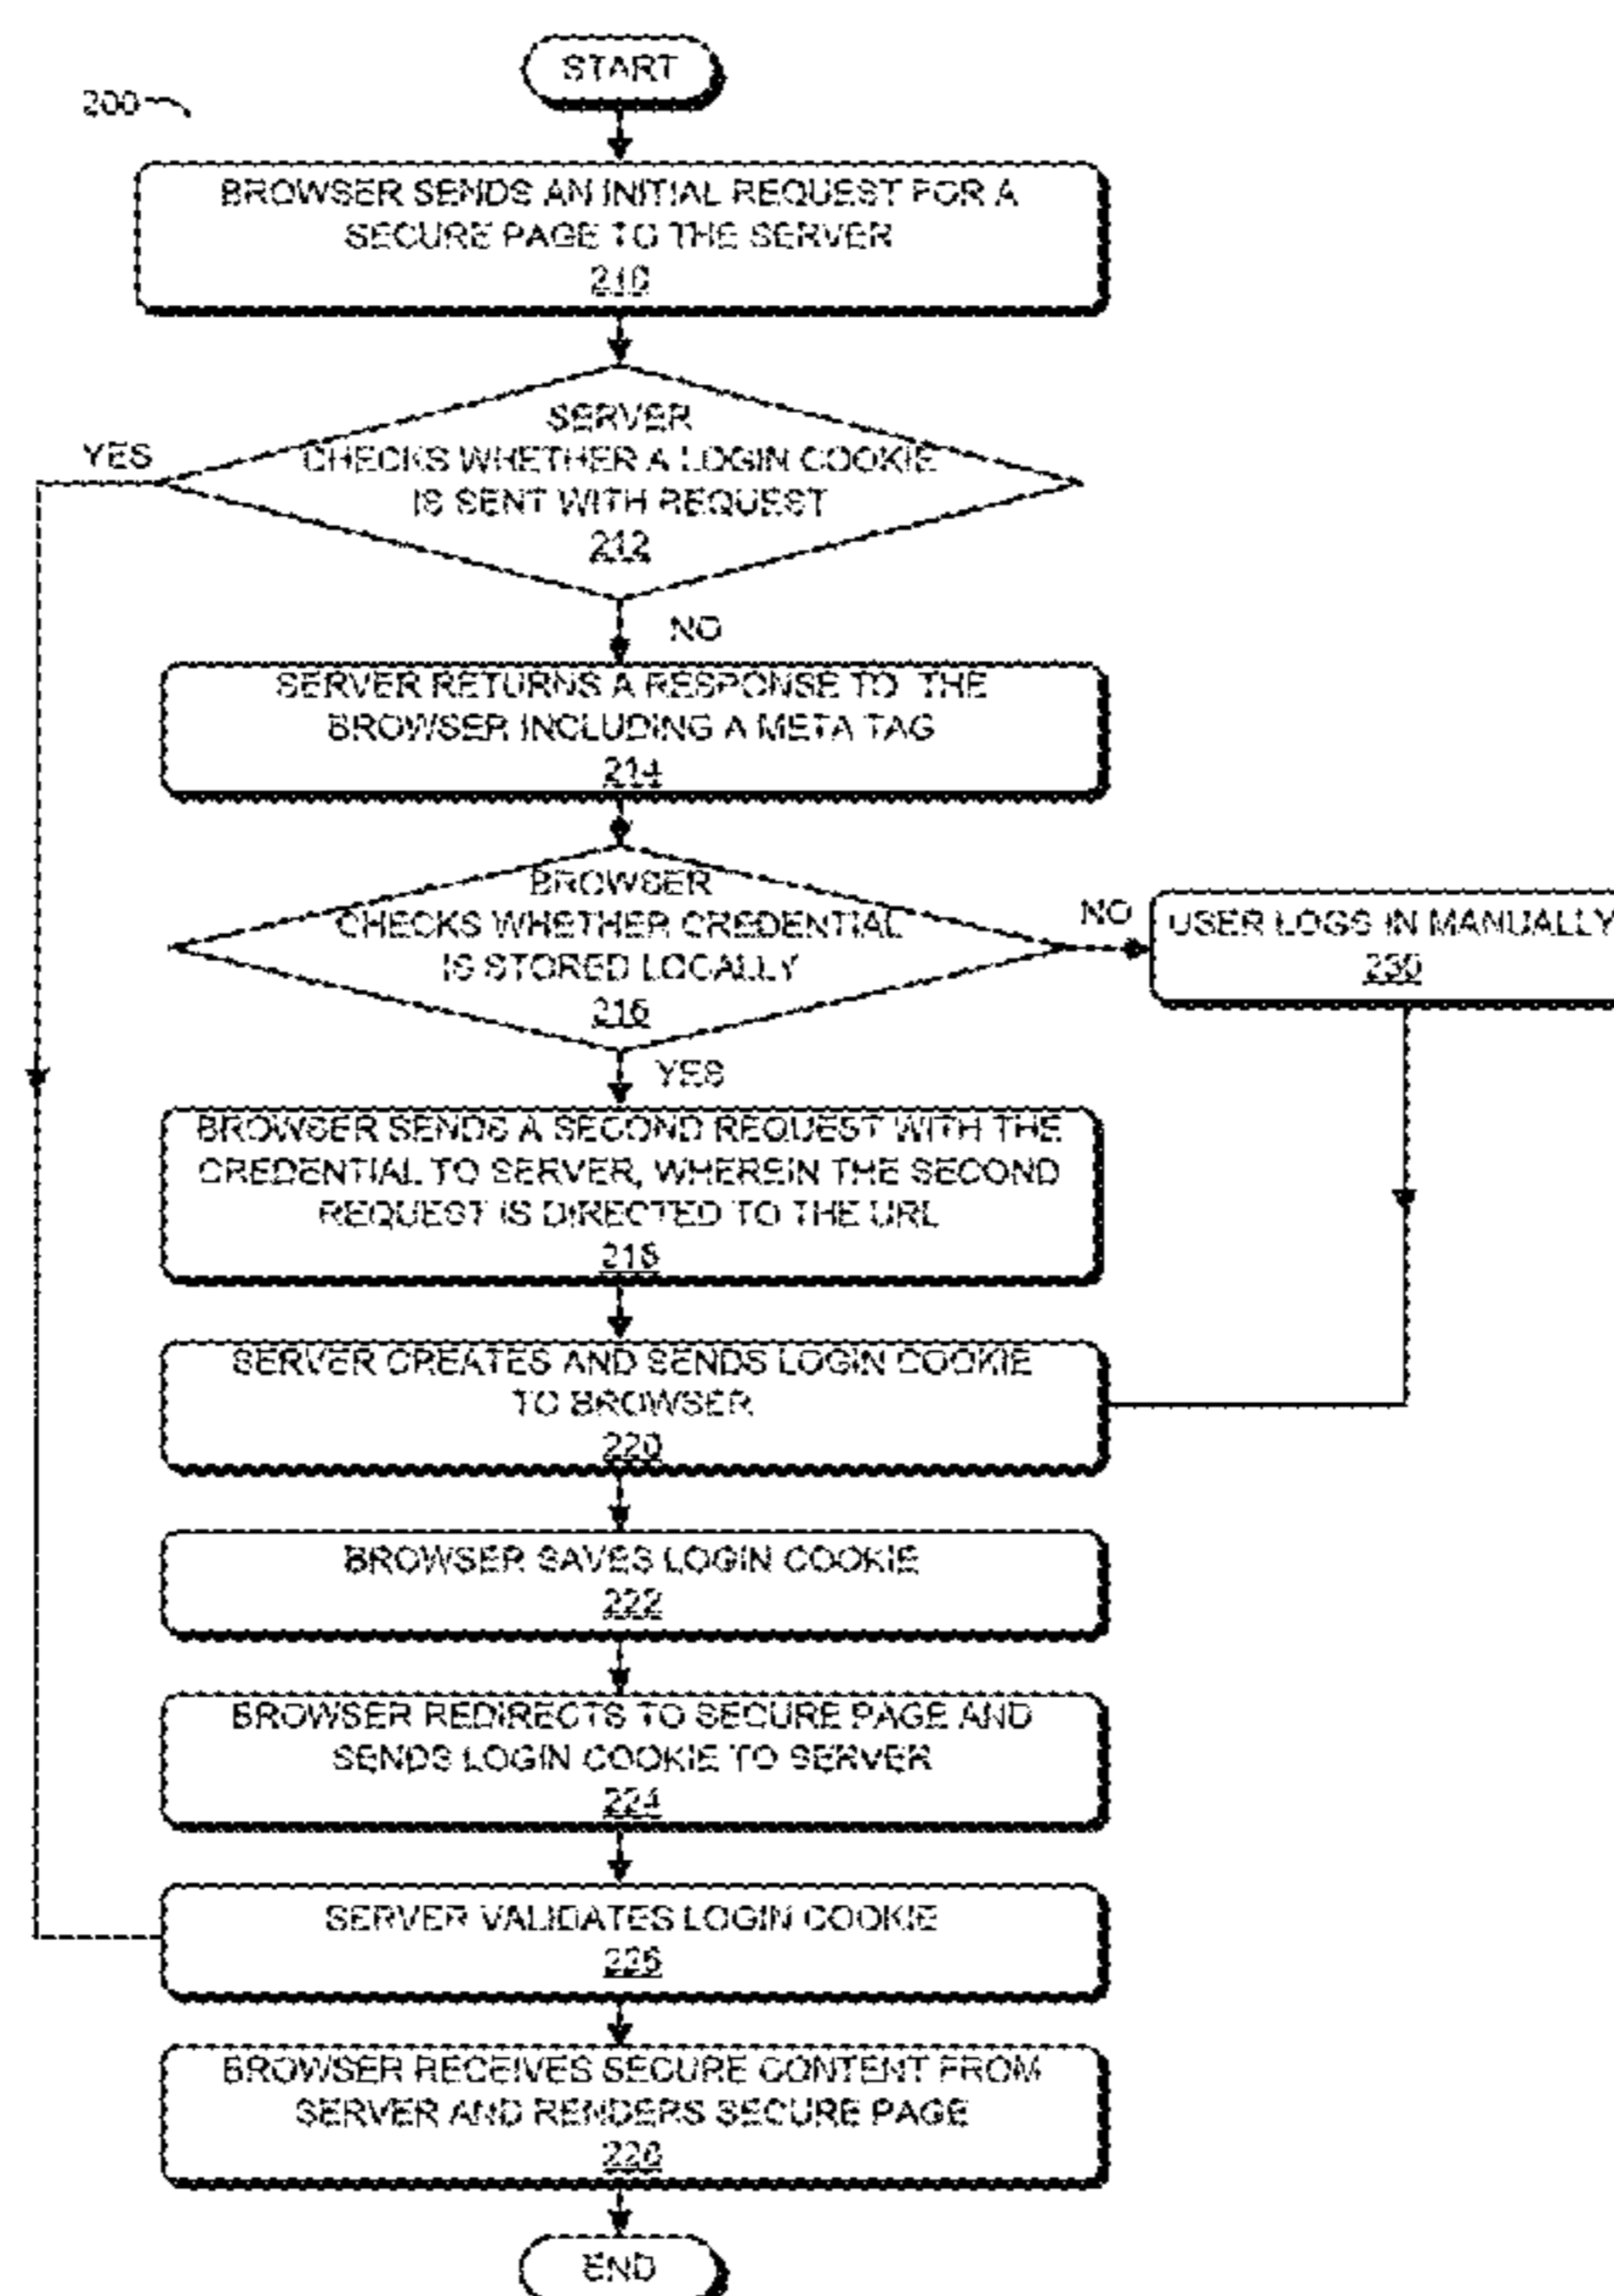 START
200
BROWSER SENDS AN INITIAL REQUEST FOR A
SECURE PAGE TO THE SERVER
210
SERVER
CHECKS WHETHER A LOGIN COOKIE
IS SENT WITH REQUEST
212
YES
NO
SERVER RETURNS A RESPONSE TO THE
BROWSER INCLUDING A META TAG
214
BROWSER
CHECKS WHETHER CREDENTIAL
IS STORED LOCALLY
216
NO
USER LOGS IN MANUALLY
230
YES
BROWSER SENDS A SECOND REQUEST WITH THE
CREDENTIAL TO SERVER, WHEREIN THE SECOND
REQUEST IS DIRECTED TO THE URL
218
SERVER CREATES AND SENDS LOGIN COOKIE
TO BROWSER
220
BROWSER SAVES LOGIN COOKIE
222
BROWSER REDIRECTS TO SECURE PAGE AND
SENDS LOGIN COOKIE TO SERVER
224
SERVER VALIDATES LOGIN COOKIE
226
BROWSER RECEIVES SECURE CONTENT FROM
SERVER AND RENDERS SECURE PAGE
228
END